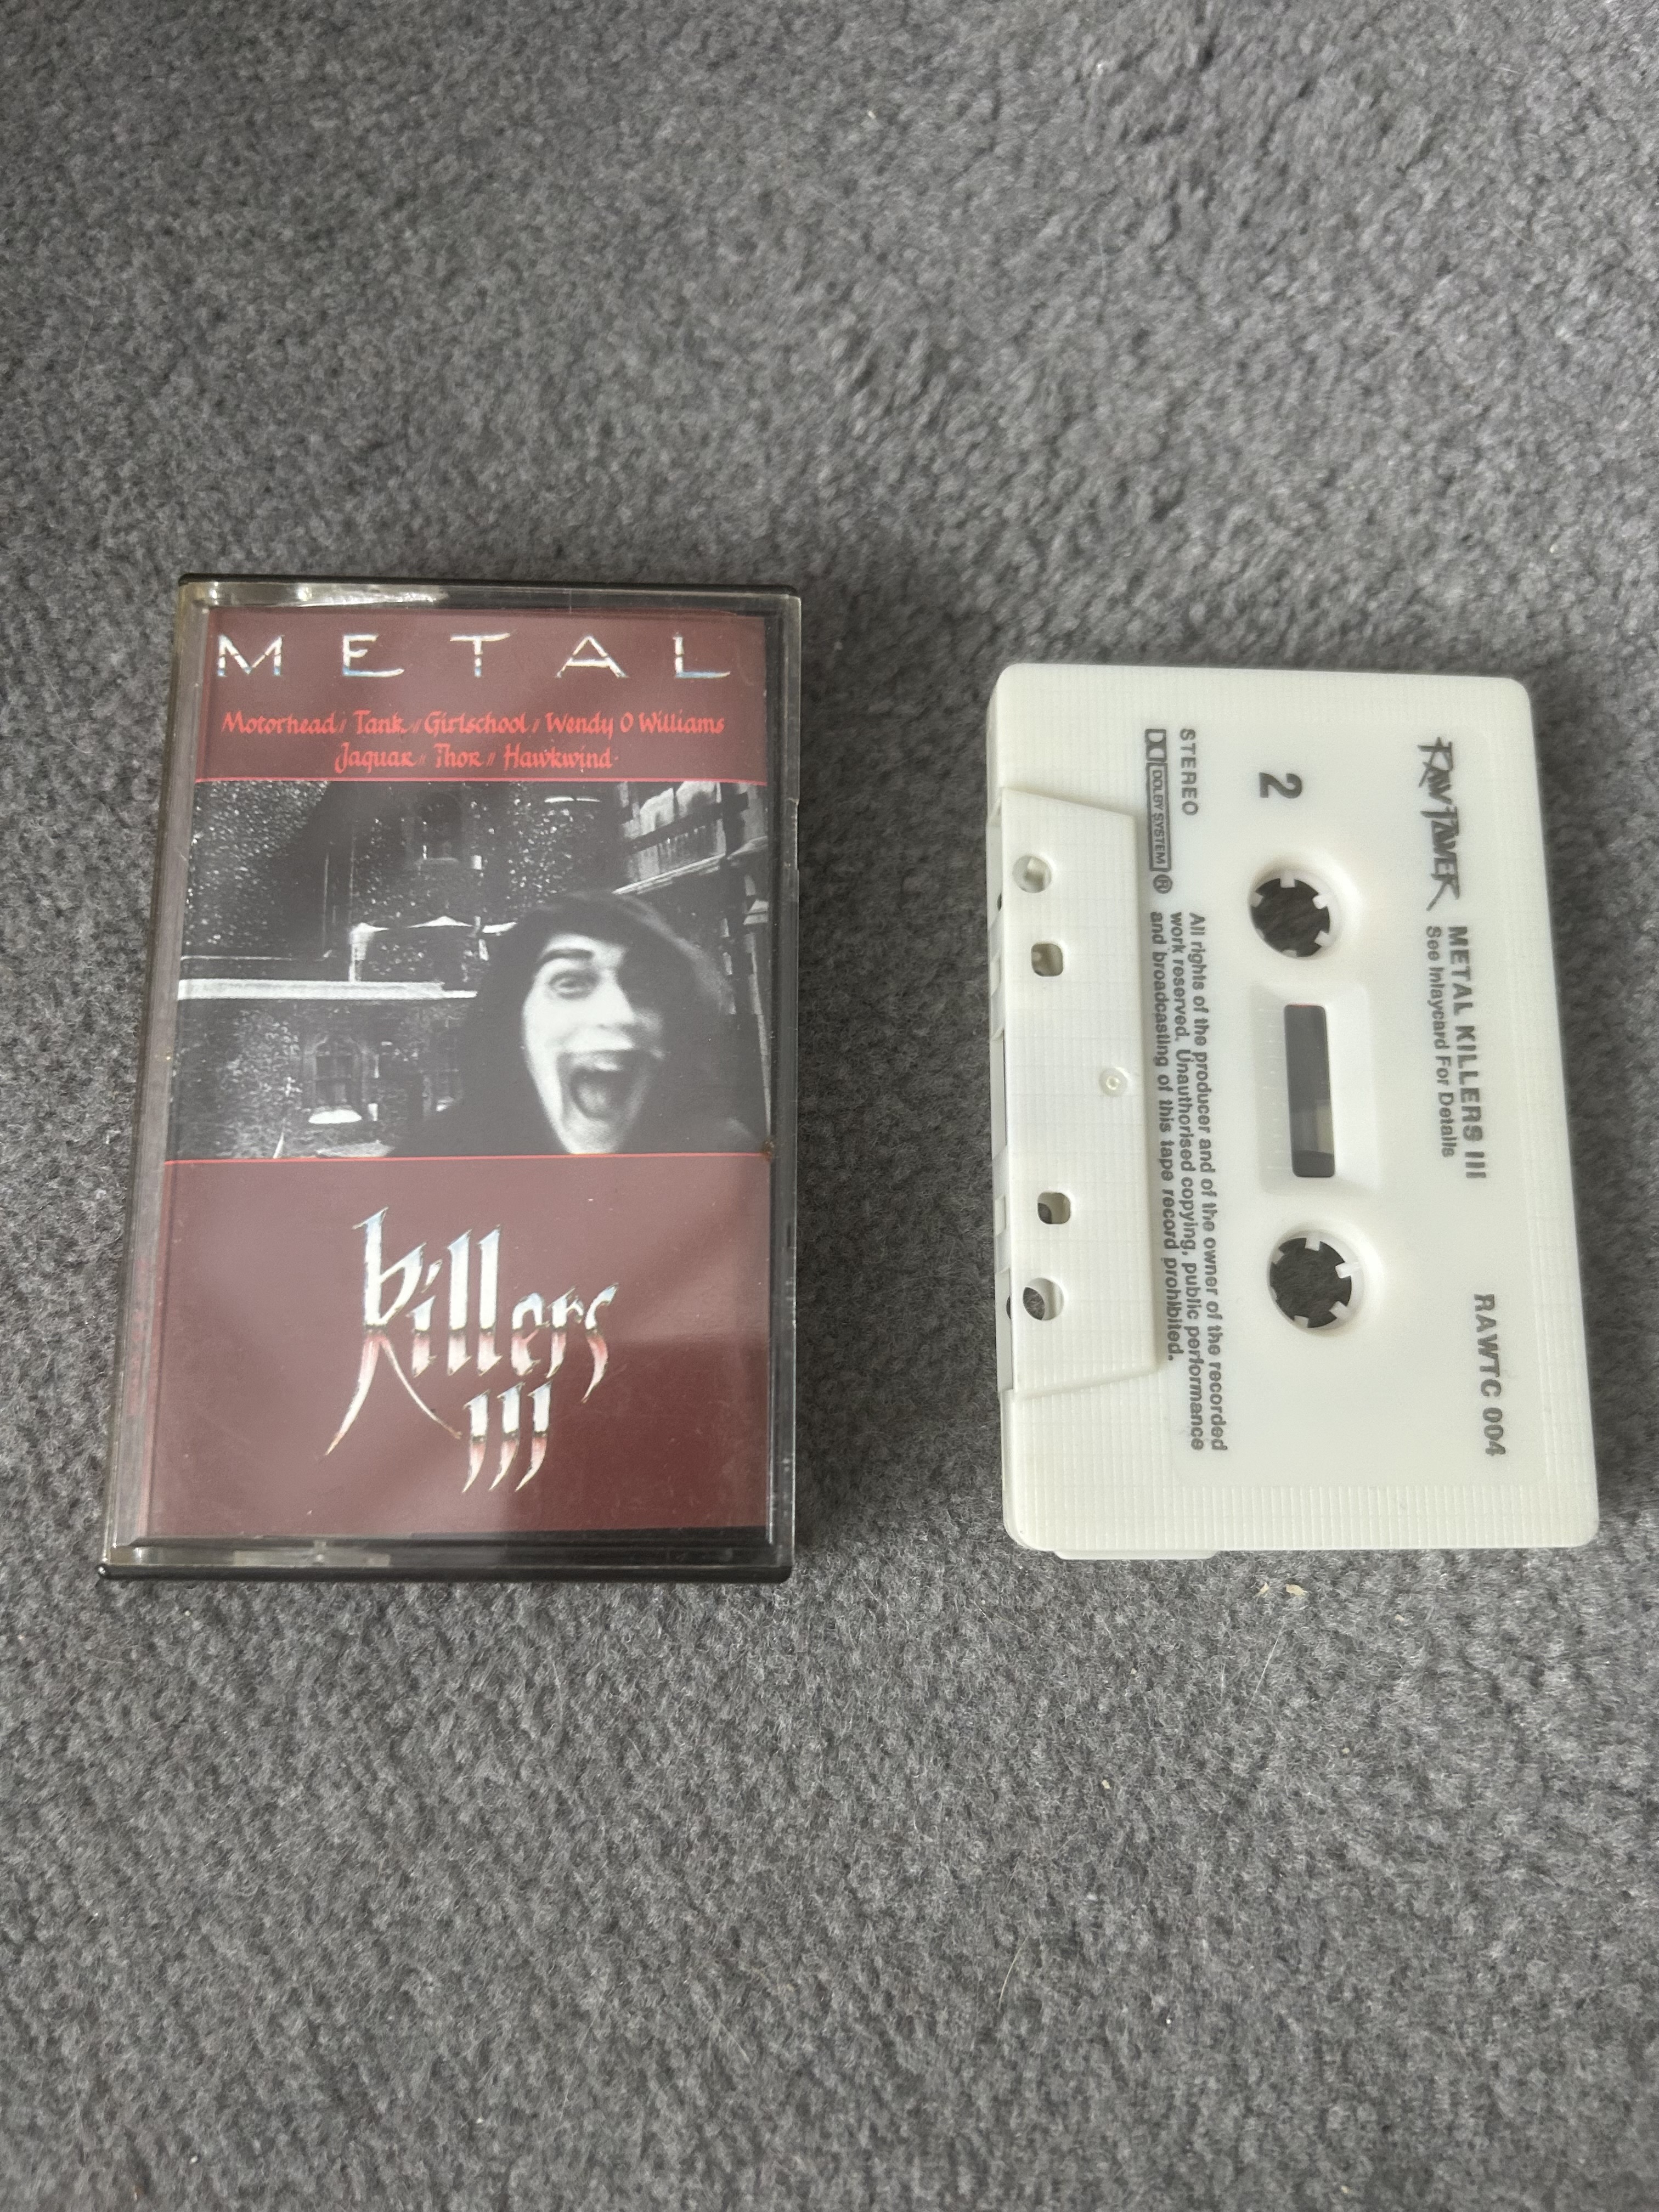 METAL
Motorhead // Tank // Girlschool // Wendy O Williams
Jaguar // Thor // Hawkwind
killers
III
RAW POWER
METAL KILLERS III
See Inlaycard For Details
RAWTC 004
2
STEREO
DOLBY SYSTEM ®
All rights of the producer and of the owner of the recorded
work reserved. Unauthorised copying, public performance
and broadcasting of this tape record prohibited.